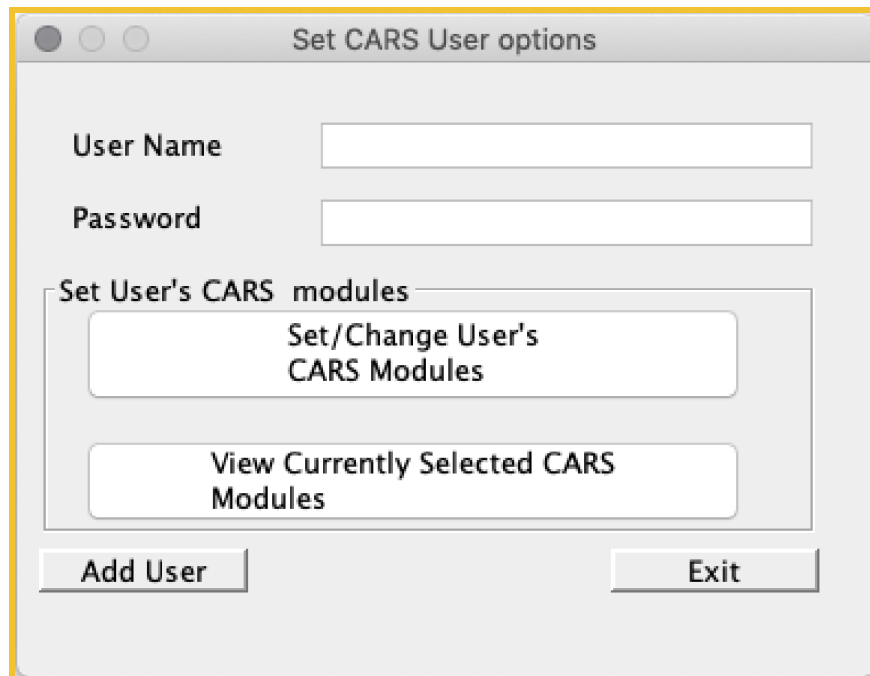 Set CARS User options
User Name
Password
Set User's CARS  modules
Set/Change User's
CARS Modules
View Currently Selected CARS
Modules
Add User
Exit